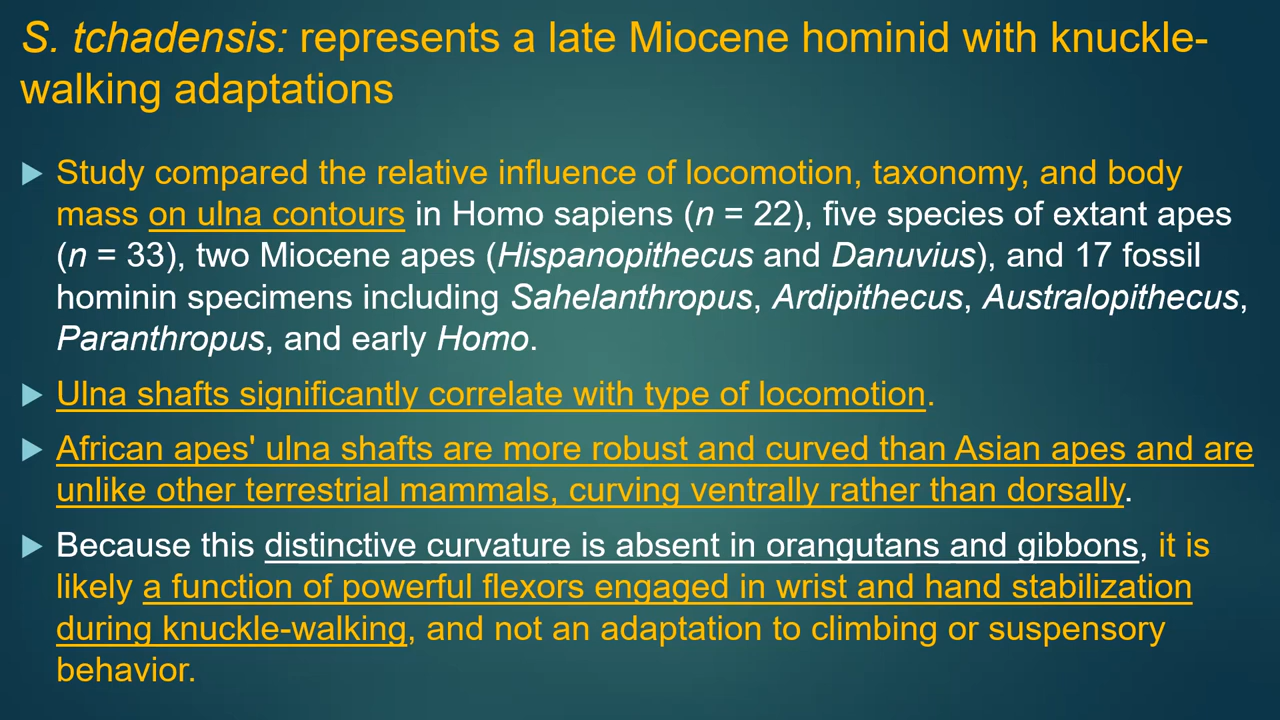 S. tchadensis: represents a late Miocene hominid with knuckle-
walking adaptations
Study compared the relative influence of locomotion, taxonomy, and body
mass on ulna contours in Homo sapiens (n = 22), five species of extant apes
(n = 33), two Miocene apes (Hispanopithecus and Danuvius), and 17 fossil
hominin specimens including Sahelanthropus, Ardipithecus, Australopithecus,
Paranthropus, and early Homo.
Ulna shafts significantly correlate with type of locomotion.
African apes' ulna shafts are more robust and curved than Asian apes and are
unlike other terrestrial mammals, curving ventrally rather than dorsally.
Because this distinctive curvature is absent in orangutans and gibbons, it is
likely a function of powerful flexors engaged in wrist and hand stabilization
during knuckle-walking, and not an adaptation to climbing or suspensory
behavior.